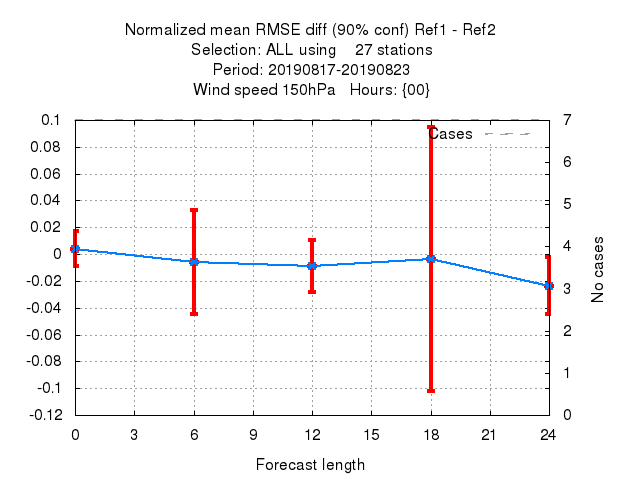 Normalized mean RMSE diff (90% conf) Ref1 - Ref2
Selection: ALL using    27 stations
Period: 20190817-20190823
Wind speed 150hPa   Hours: {00}
Cases
0.1
0.08
0.06
0.04
0.02
0
-0.02
-0.04
-0.06
-0.08
-0.1
-0.12
7
6
5
4
3
2
1
0
No cases
0 3 6 9 12 15 18 21 24
Forecast length